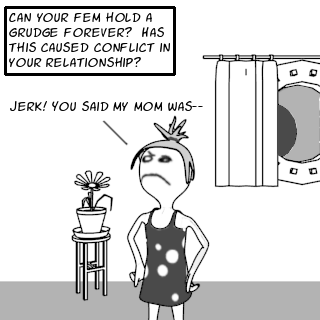 CAN YOUR FEM HOLD A
GRUDGE FOREVER? HAS
THIS CAUSED CONFLICT IN
YOUR RELATIONSHIP?
JERK! YOU SAID MY MOM WAS--